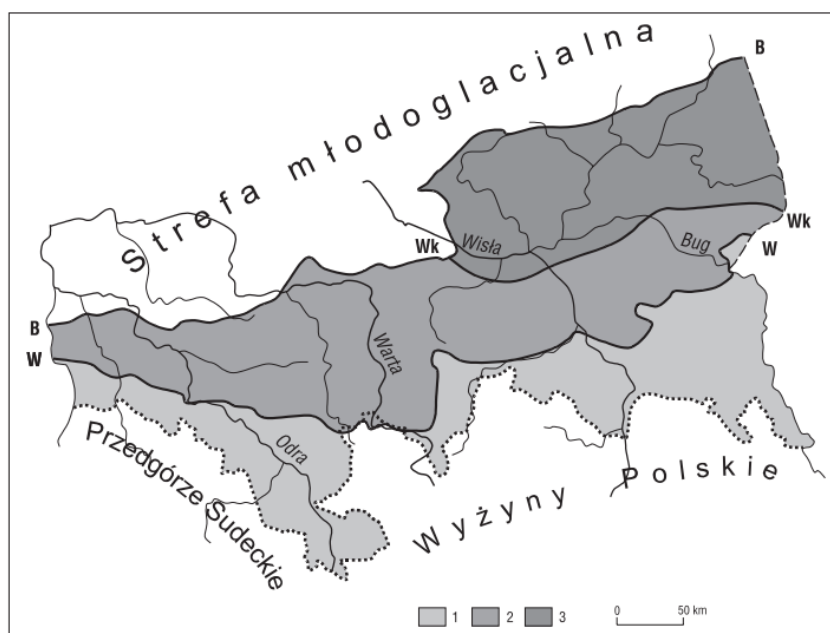 Strefa młodoglacjalna
B
Wk
Wisła
Bug
Wk
W
B
W
Warta
Odra
Przedgórze Sudeckie
Wyżyny Polskie
1
2
3
0
50 km